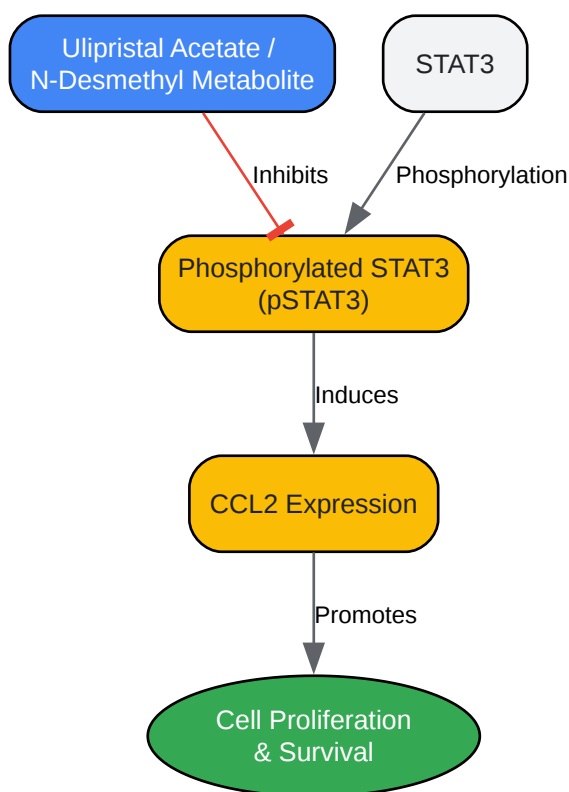 Ulipristal Acetate /
N-Desmethyl Metabolite
STAT3
Inhibits
Phosphorylation
Phosphorylated STAT3
(pSTAT3)
Induces
CCL2 Expression
Promotes
Cell Proliferation
& Survival